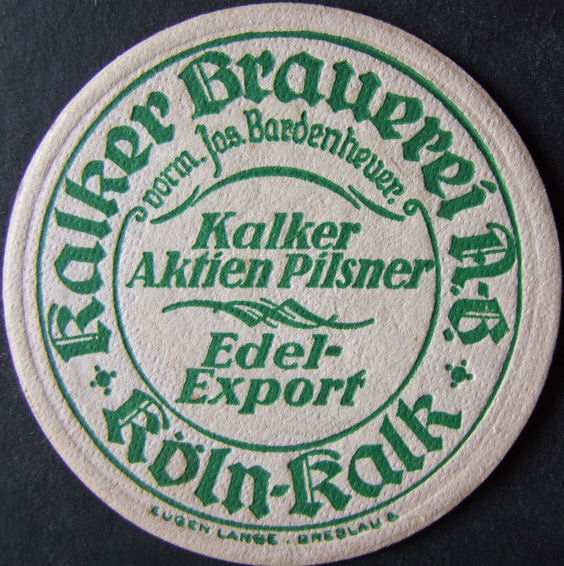 Kalker Brauerei A.-G.
vorm. Jos. Bardenheuer.
Kalker
Aktien Pilsner
Edel-
Export
Köln-Kalk
EUGEN LANGE · BRESLAU 6